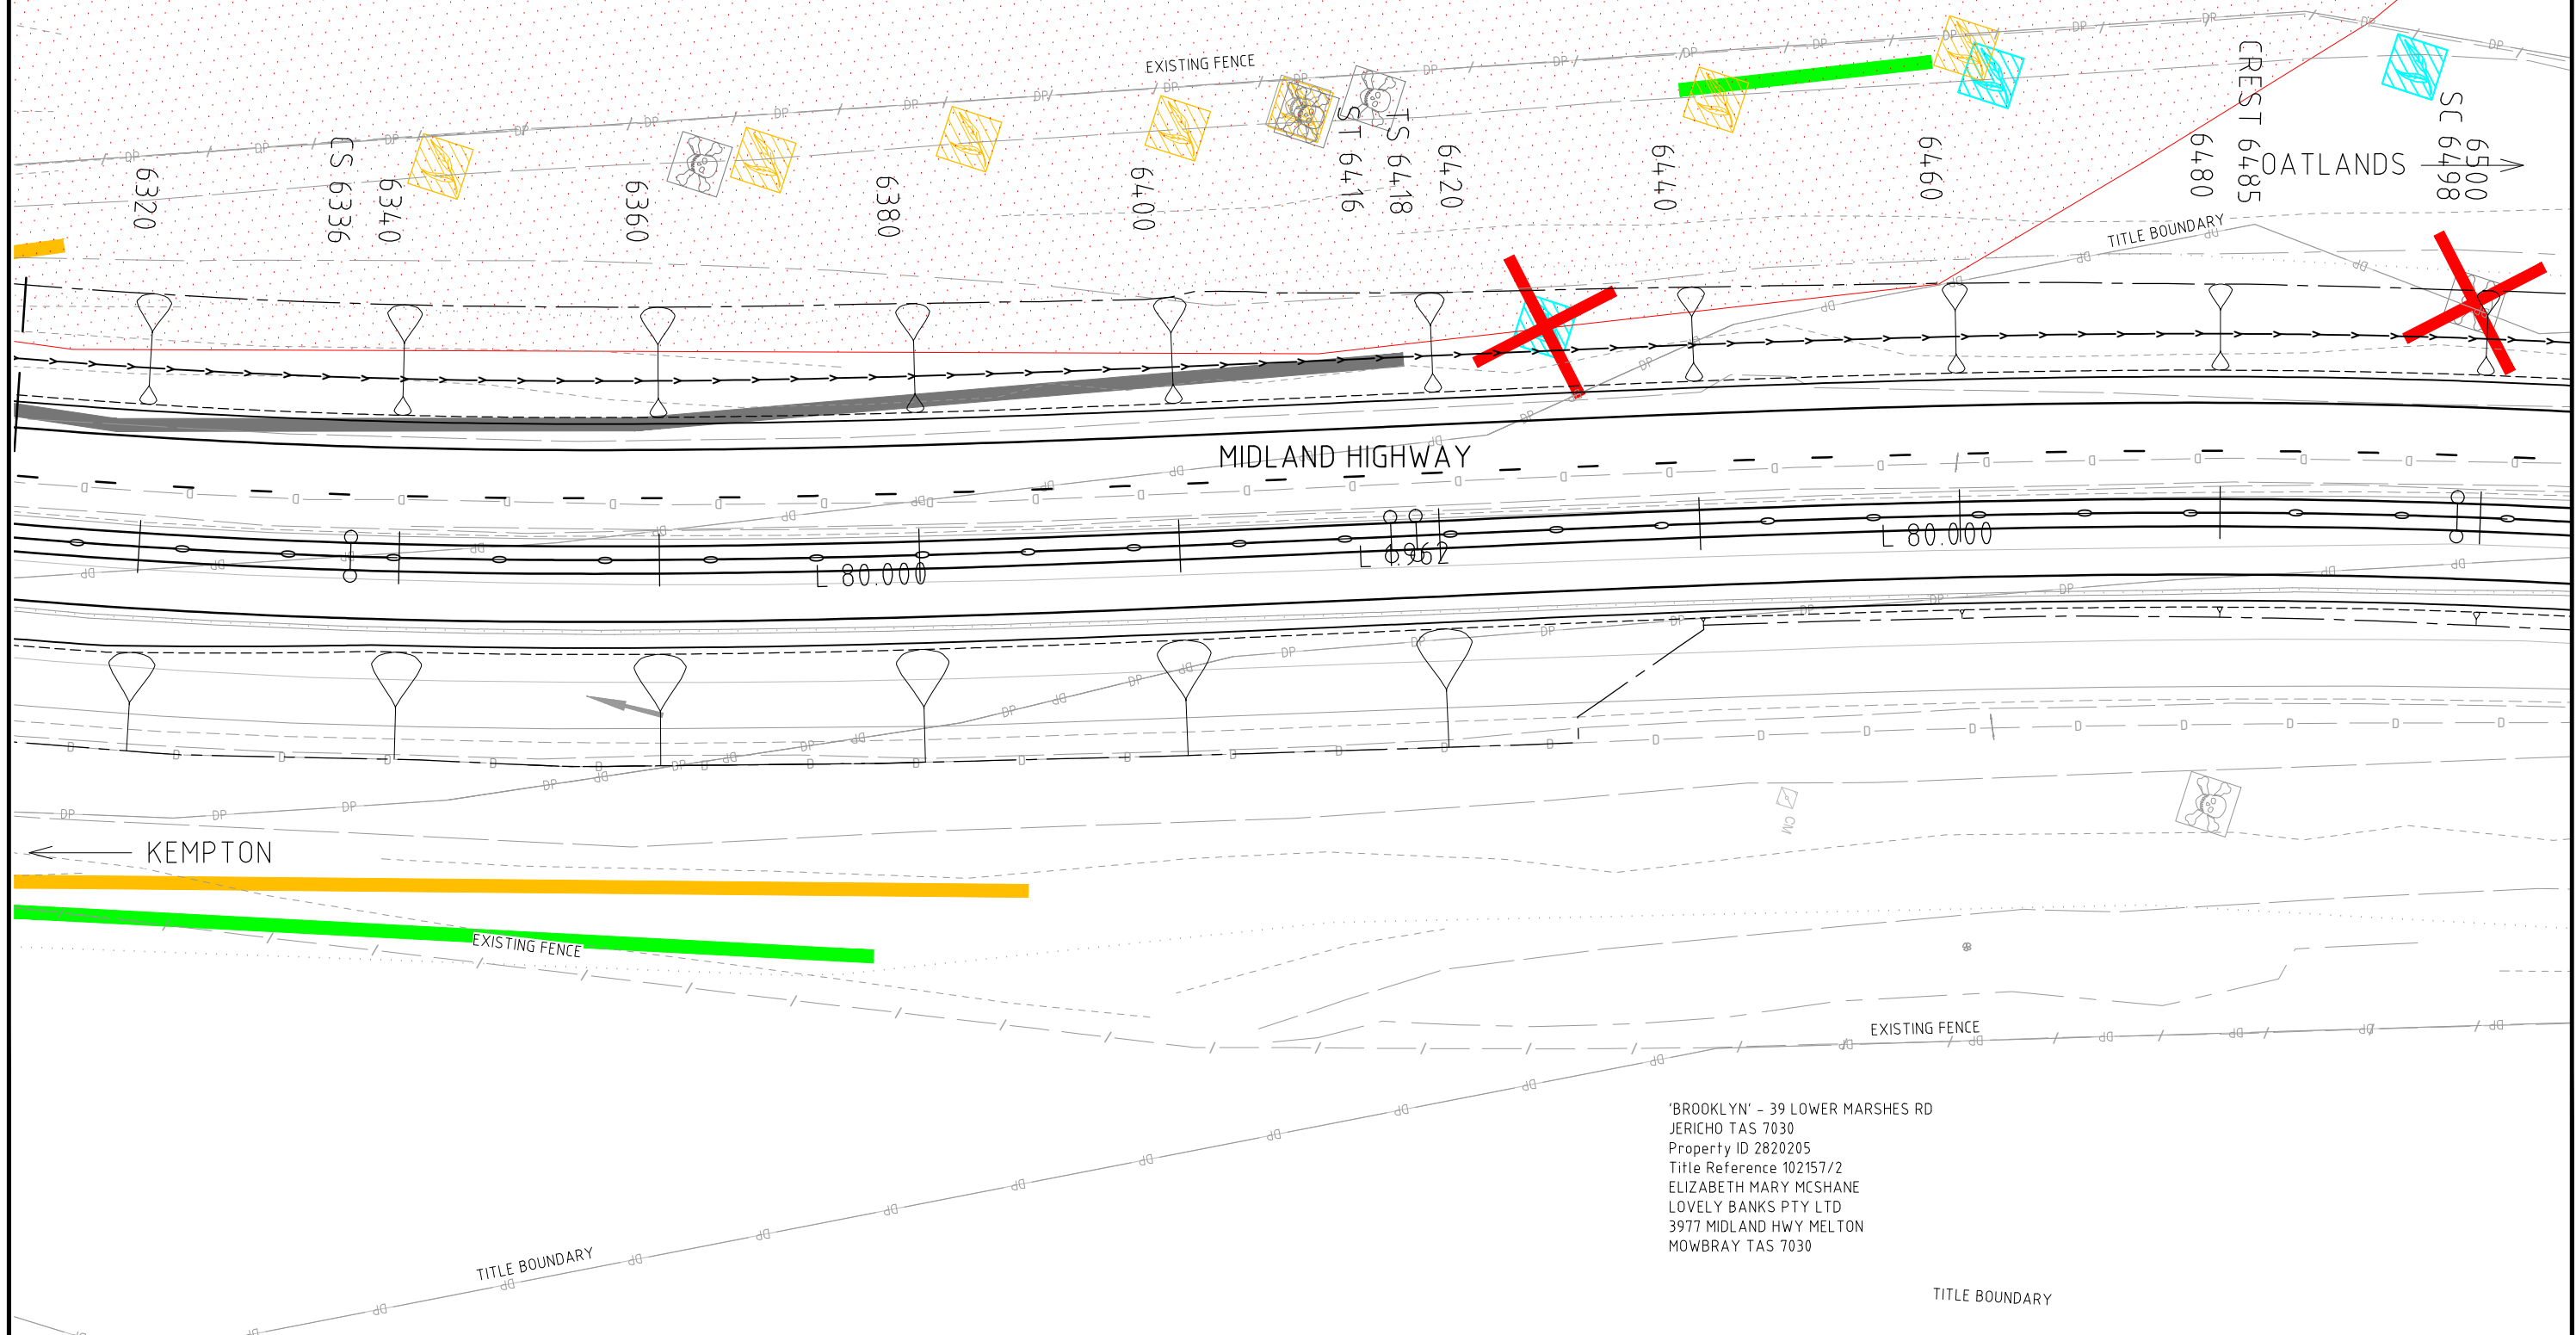 EXISTING FENCE
6320
CS 6336
6340
6360
6380
6400
ST 6416
TS 6418
6420
6440
6460
6480
CREST 6485
SC 6498
6500
OATLANDS
TITLE BOUNDARY
MIDLAND HIGHWAY
L 80.000
L 80.000
KEMPTON
CM
EXISTING FENCE
EXISTING FENCE
'BROOKLYN' - 39 LOWER MARSHES RD
JERICHO TAS 7030
Property ID 2820205
Title Reference 102157/2
ELIZABETH MARY MCSHANE
LOVELY BANKS PTY LTD
3977 MIDLAND HWY MELTON
MOWBRAY TAS 7030
TITLE BOUNDARY
TITLE BOUNDARY